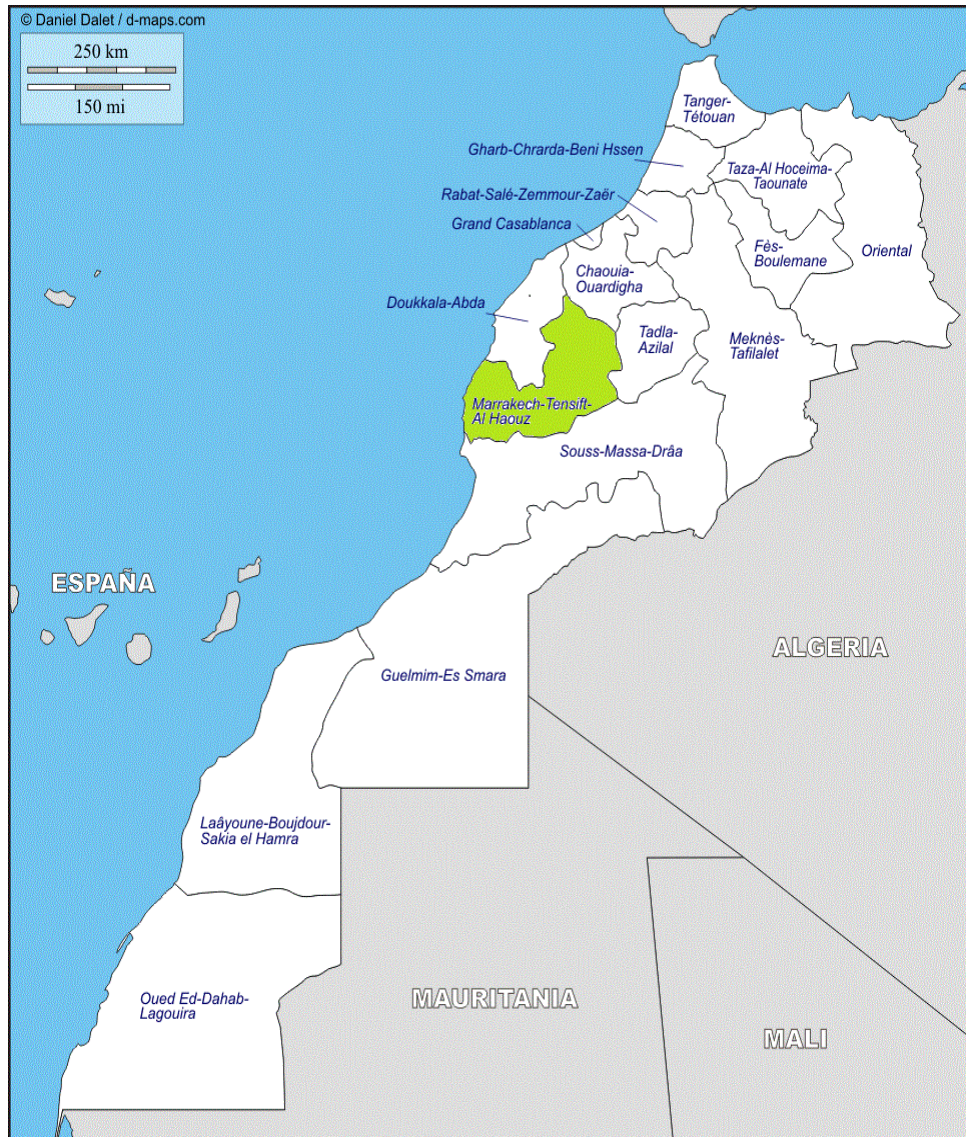 © Daniel Dalet / d-maps.com
250 km
150 mi
Tanger-
Tétouan
Gharb-Chrarda-Beni Hssen
Taza-Al Hoceima-
Taounate
Rabat-Salé-Zemmour-Zaër
Grand Casablanca
Fès-
Boulemane
Oriental
Chaouia-
Ouardigha
Doukkala-Abda
Tadla-
Azilal
Meknès-
Tafilalet
Marrakech-Tensift-
Al Haouz
Souss-Massa-Drâa
ESPAÑA
ALGERIA
Guelmim-Es Smara
Laâyoune-Boujdour-
Sakia el Hamra
Oued Ed-Dahab-
Lagouira
MAURITANIA
MALI